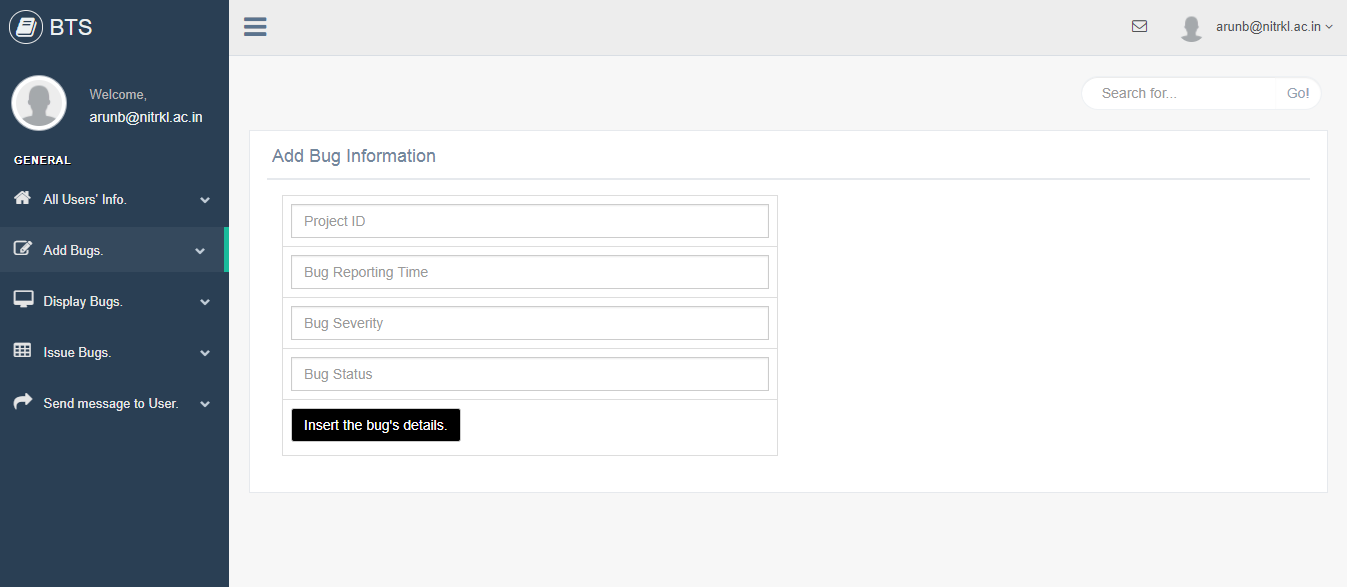 BTS
arunb@nitrkl.ac.in
Welcome,
arunb@nitrkl.ac.in
GENERAL
All Users' Info.
Add Bugs.
Display Bugs.
Issue Bugs.
Send message to User.
Search for...
Go!
Add Bug Information
Project ID
Bug Reporting Time
Bug Severity
Bug Status
Insert the bug's details.